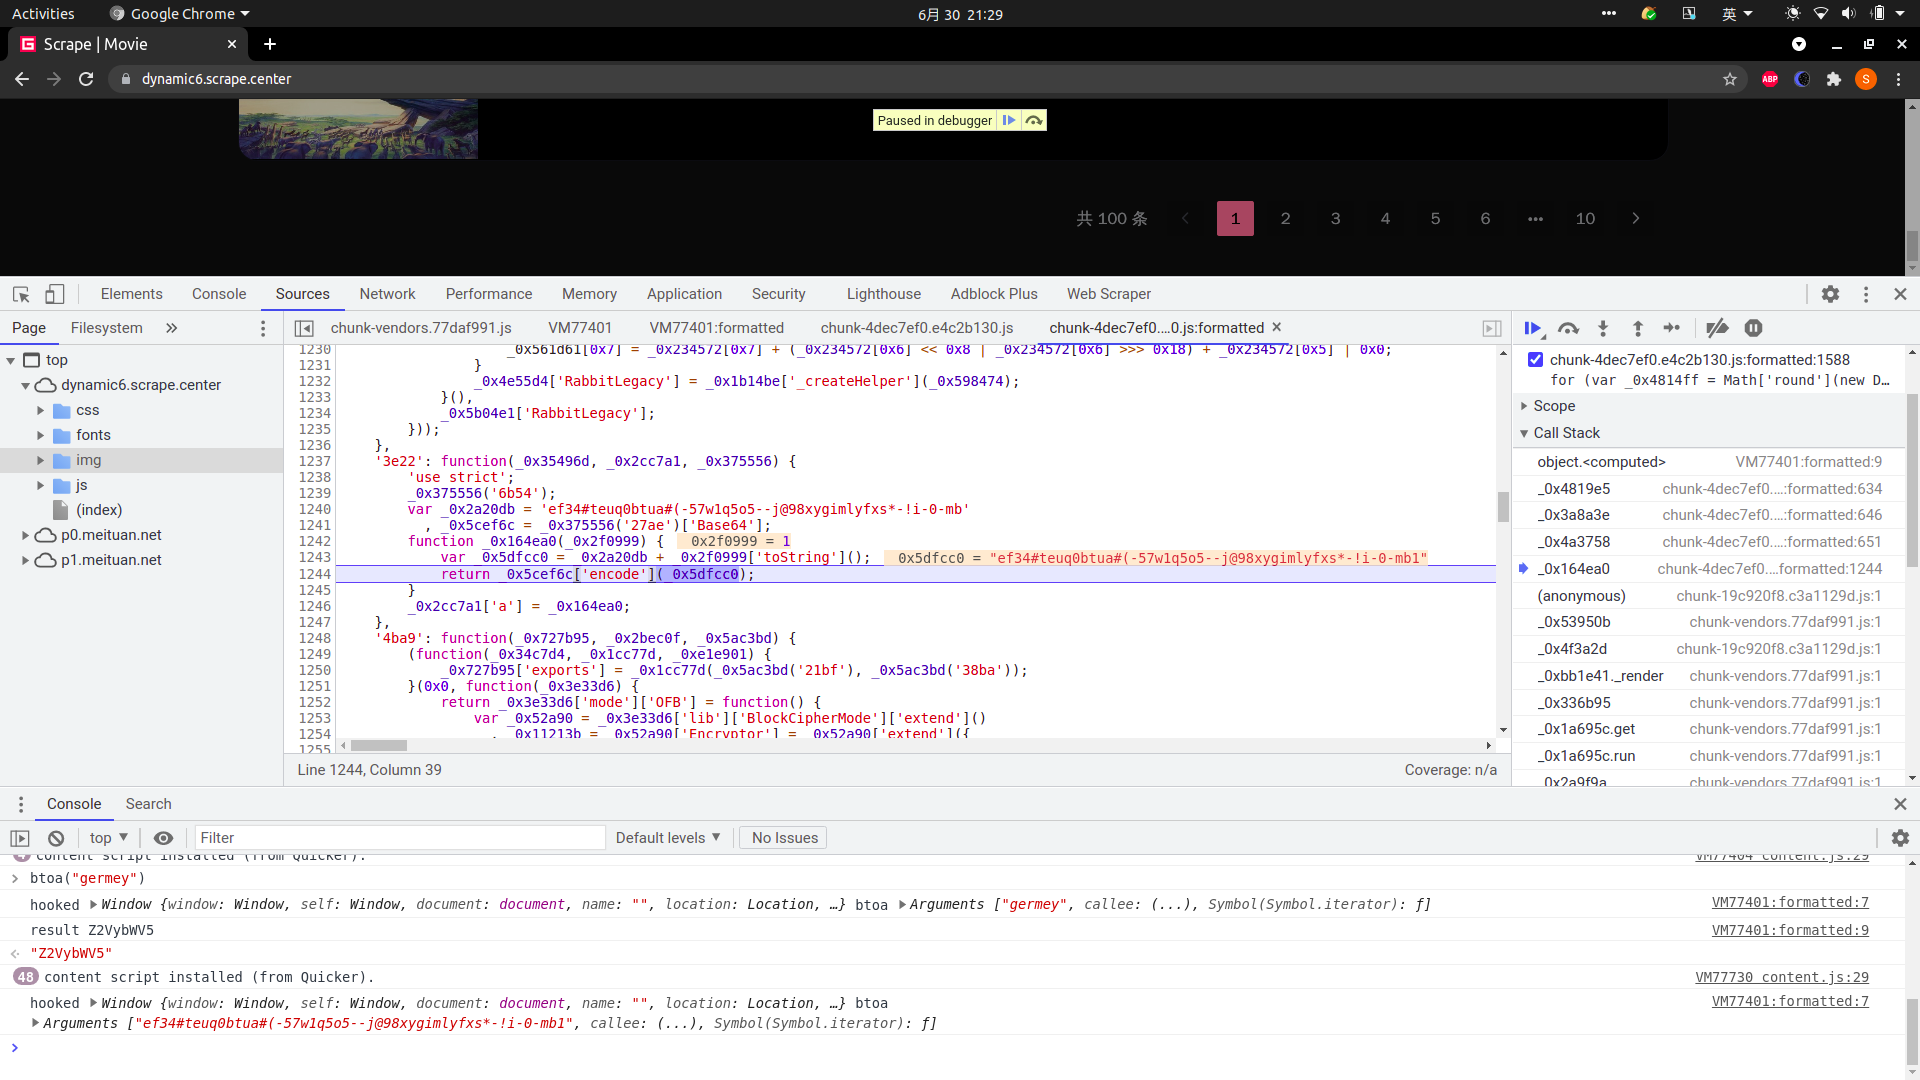 Activities
Google Chrome
6月 30 21:29
英
Scrape | Movie
dynamic6.scrape.center
ABP
S
Paused in debugger
共 100 条
1 2 3 4 5 6 ••• 10
Elements Console Sources Network Performance Memory Application Security Lighthouse Adblock Plus Web Scraper
Page Filesystem
chunk-vendors.77daf991.js VM77401 VM77401:formatted chunk-4dec7ef0.e4c2b130.js chunk-4dec7ef0....0.js:formatted
top
dynamic6.scrape.center
css
fonts
img
js
(index)
p0.meituan.net
p1.meituan.net
1230 _0x561d61[0x7] = _0x234572[0x7] + (_0x234572[0x6] << 0x8 | _0x234572[0x6] >>> 0x18) + _0x234572[0x5] | 0x0;
1231 }
1232 _0x4e55d4['RabbitLegacy'] = _0x1b14be['_createHelper'](_0x598474);
1233 }(),
1234 _0x5b04e1['RabbitLegacy'];
1235 }));
1236 },
1237 '3e22': function(_0x35496d, _0x2cc7a1, _0x375556) {
1238 'use strict';
1239 _0x375556('6b54');
1240 var _0x2a20db = 'ef34#teuq0btua#(-57w1q5o5--j@98xygimlyfxs*-!i-0-mb'
1241 , _0x5cef6c = _0x375556('27ae')['Base64'];
1242 function _0x164ea0(_0x2f0999) { _0x2f0999 = 1
1243 var _0x5dfcc0 = _0x2a20db + _0x2f0999['toString'](); _0x5dfcc0 = "ef34#teuq0btua#(-57w1q5o5--j@98xygimlyfxs*-!i-0-mb1"
1244 return _0x5cef6c['encode'](_0x5dfcc0);
1245 }
1246 _0x2cc7a1['a'] = _0x164ea0;
1247 },
1248 '4ba9': function(_0x727b95, _0x2bec0f, _0x5ac3bd) {
1249 (function(_0x34c7d4, _0x1cc77d, _0xe1e901) {
1250 _0x727b95['exports'] = _0x1cc77d(_0x5ac3bd('21bf'), _0x5ac3bd('38ba'));
1251 }(0x0, function(_0x3e33d6) {
1252 return _0x3e33d6['mode']['OFB'] = function() {
1253 var _0x52a90 = _0x3e33d6['lib']['BlockCipherMode']['extend']()
1254 , _0x11213b = _0x52a90['Encryptor'] = _0x52a90['extend']({
1255
Line 1244, Column 39
Coverage: n/a
chunk-4dec7ef0.e4c2b130.js:formatted:1588
for (var _0x4814ff = Math['round'](new D…
Scope
Call Stack
object.<computed> VM77401:formatted:9
_0x4819e5 chunk-4dec7ef0.…:formatted:634
_0x3a8a3e chunk-4dec7ef0.…:formatted:646
_0x4a3758 chunk-4dec7ef0.…:formatted:651
_0x164ea0 chunk-4dec7ef0.…formatted:1244
(anonymous) chunk-19c920f8.c3a1129d.js:1
_0x53950b chunk-vendors.77daf991.js:1
_0x4f3a2d chunk-19c920f8.c3a1129d.js:1
_0xbb1e41._render chunk-vendors.77daf991.js:1
_0x336b95 chunk-vendors.77daf991.js:1
_0x1a695c.get chunk-vendors.77daf991.js:1
_0x1a695c.run chunk-vendors.77daf991.js:1
_0x2a9f9a chunk-vendors.77daf991.js:1
Console Search
top Filter Default levels No Issues
content script installed (from Quicker). VM77404 content.js:29
btoa("germey")
hooked Window {window: Window, self: Window, document: document, name: "", location: Location, …} btoa Arguments ["germey", callee: (...), Symbol(Symbol.iterator): ƒ] VM77401:formatted:7
result Z2VybWV5 VM77401:formatted:9
"Z2VybWV5"
48 content script installed (from Quicker). VM77730 content.js:29
hooked Window {window: Window, self: Window, document: document, name: "", location: Location, …} btoa VM77401:formatted:7
Arguments ["ef34#teuq0btua#(-57w1q5o5--j@98xygimlyfxs*-!i-0-mb1", callee: (...), Symbol(Symbol.iterator): ƒ]